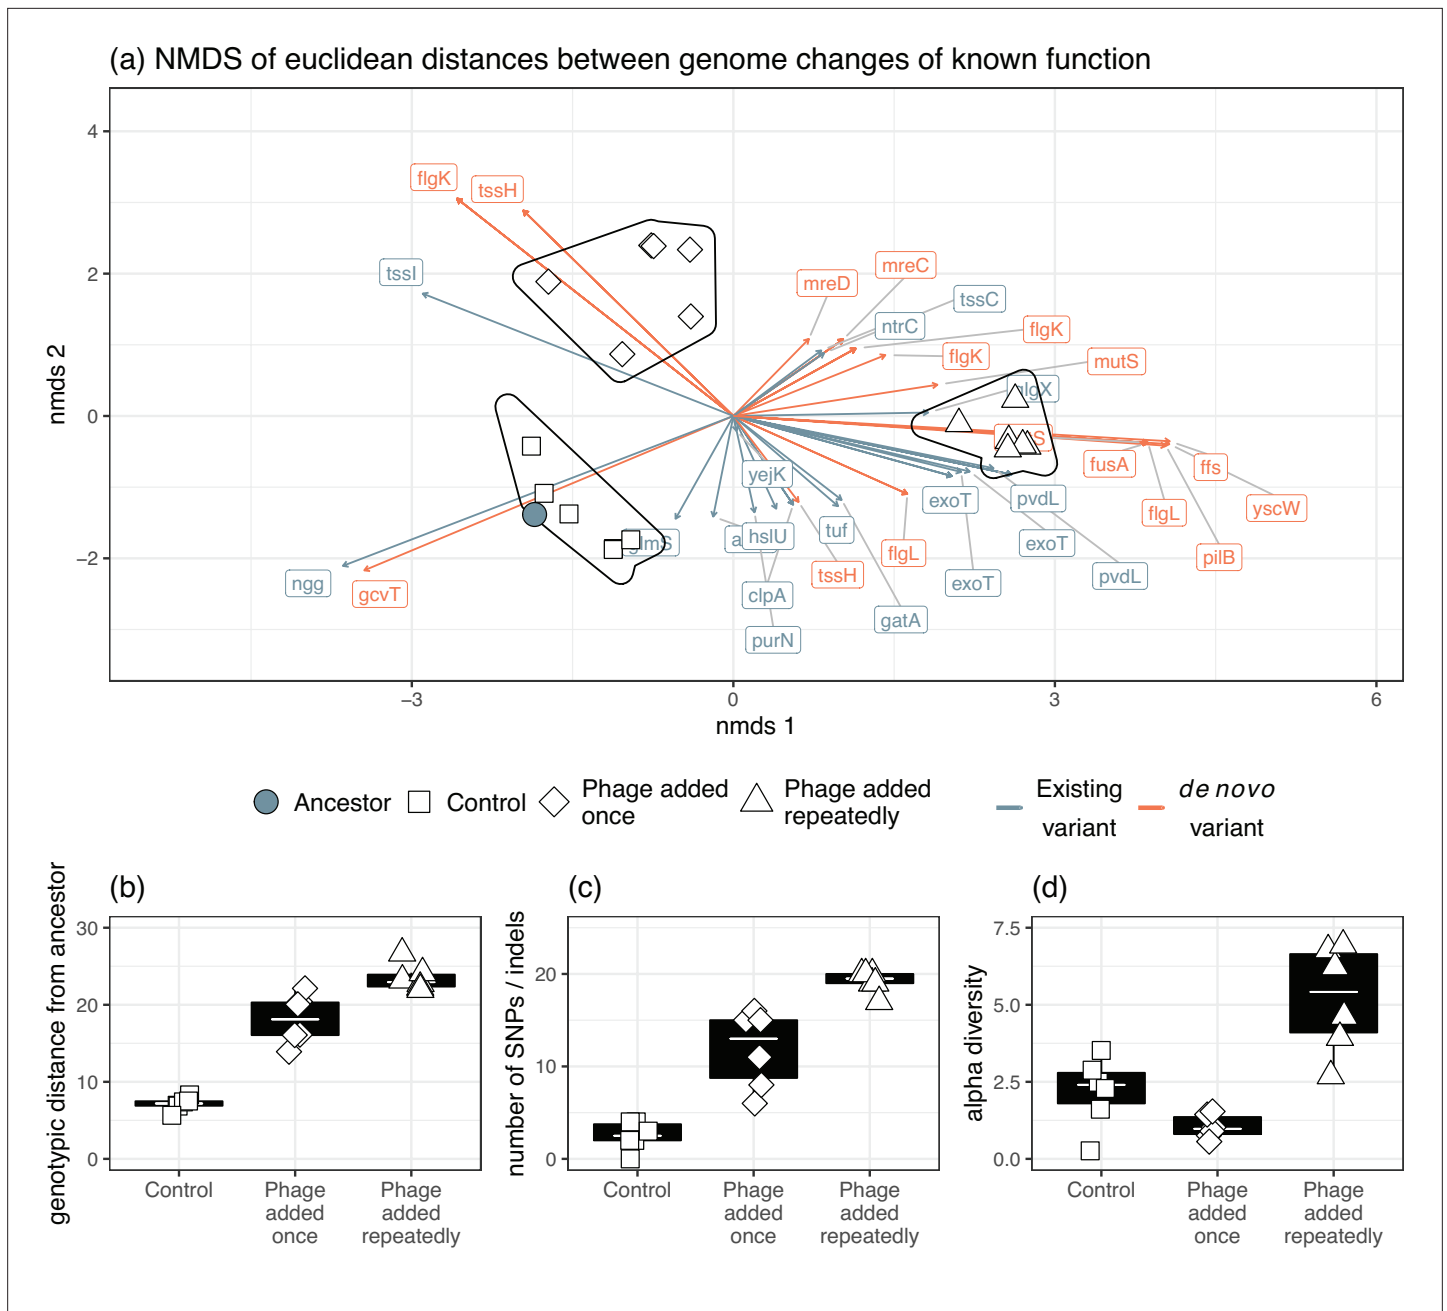 (a) NMDS of euclidean distances between genome changes of known function
nmds 2
4
2
0
−2
flgK
tssH
tssI
mreD
mreC
tssC
ntrC
flgK
flgK
mutS
glgX
fusA
ffs
yscW
flgL
pilB
yejK
exoT
pvdL
exoT
pvdL
exoT
glmS
hslU
tuf
flgL
tssH
clpA
gatA
purN
ngg
gcvT
−3
0
3
6
nmds 1
Ancestor
Control
Phage added
once
Phage added
repeatedly
Existing
variant
de novo
variant
(b)
genotypic distance from ancestor
30
20
10
0
Control
Phage
added
once
Phage
added
repeatedly
(c)
number of SNPs / indels
20
10
0
Control
Phage
added
once
Phage
added
repeatedly
(d)
alpha diversity
7.5
5.0
2.5
0.0
Control
Phage
added
once
Phage
added
repeatedly